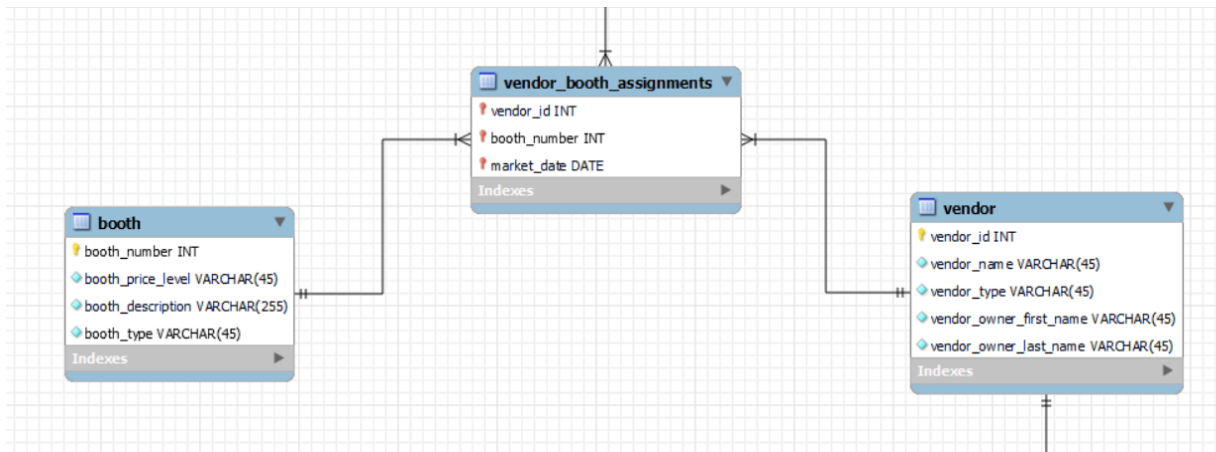 vendor_booth_assignments
vendor_id INT
booth_number INT
market_date DATE
Indexes
booth
booth_number INT
booth_price_level VARCHAR(45)
booth_description VARCHAR(255)
booth_type VARCHAR(45)
Indexes
vendor
vendor_id INT
vendor_name VARCHAR(45)
vendor_type VARCHAR(45)
vendor_owner_first_name VARCHAR(45)
vendor_owner_last_name VARCHAR(45)
Indexes